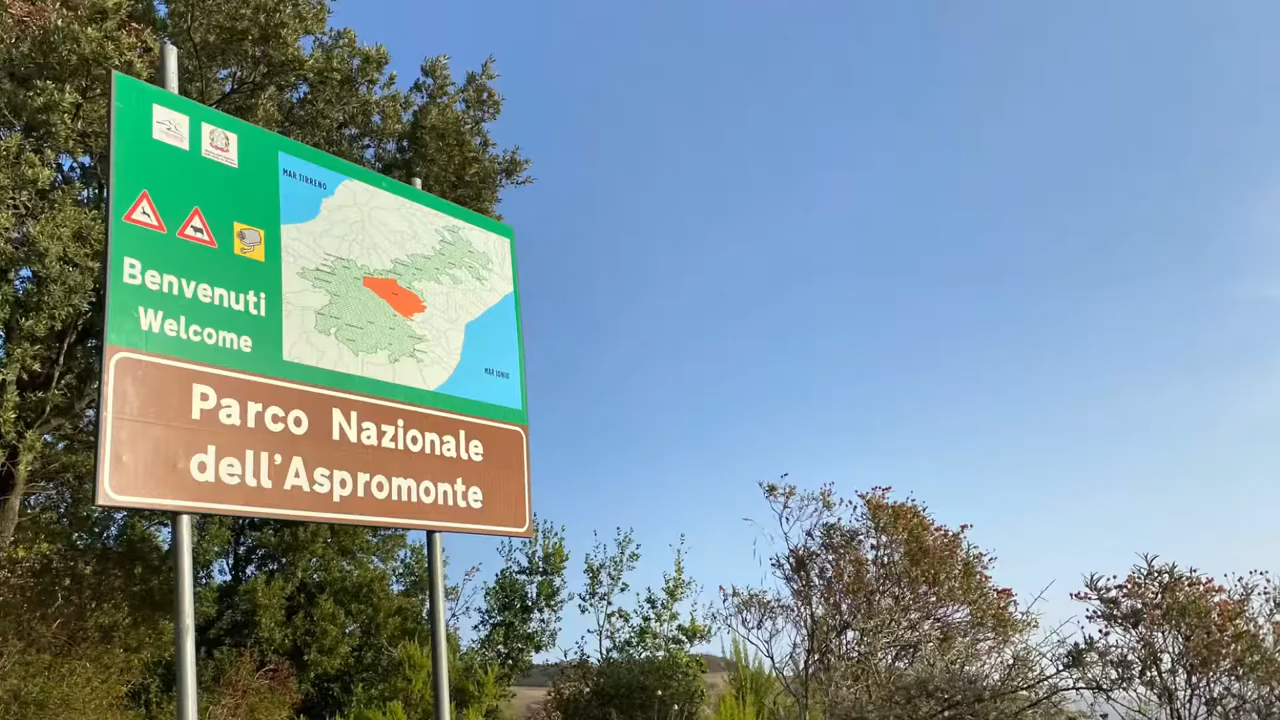 MAR TIRRENO
Benvenuti
Welcome
MAR IONIO
Parco Nazionale
dell'Aspromonte